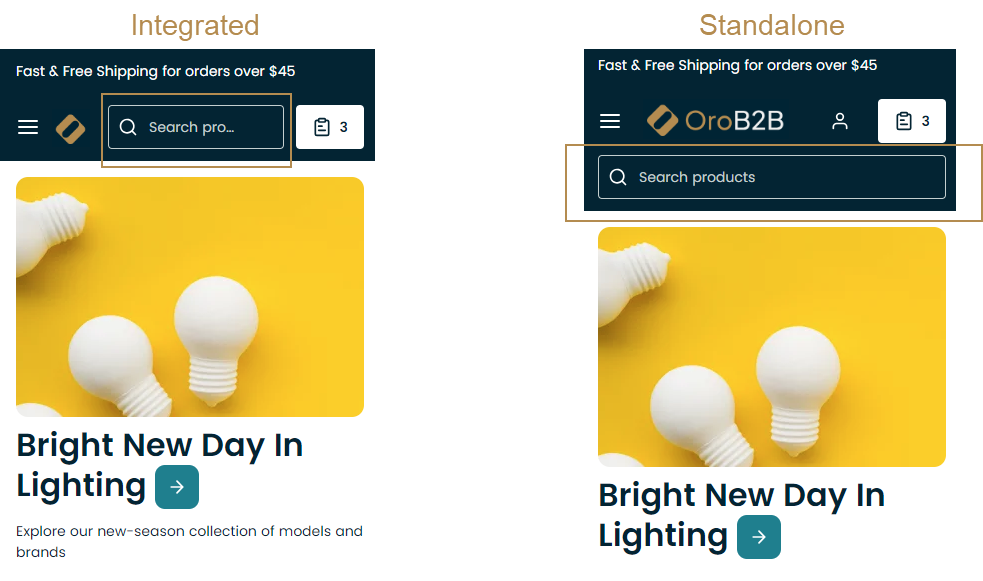 Integrated
Fast & Free Shipping for orders over $45
Search pro...
3
Bright New Day In
Lighting
Explore our new-season collection of models and
brands
Standalone
Fast & Free Shipping for orders over $45
OroB2B
3
Search products
Bright New Day In
Lighting